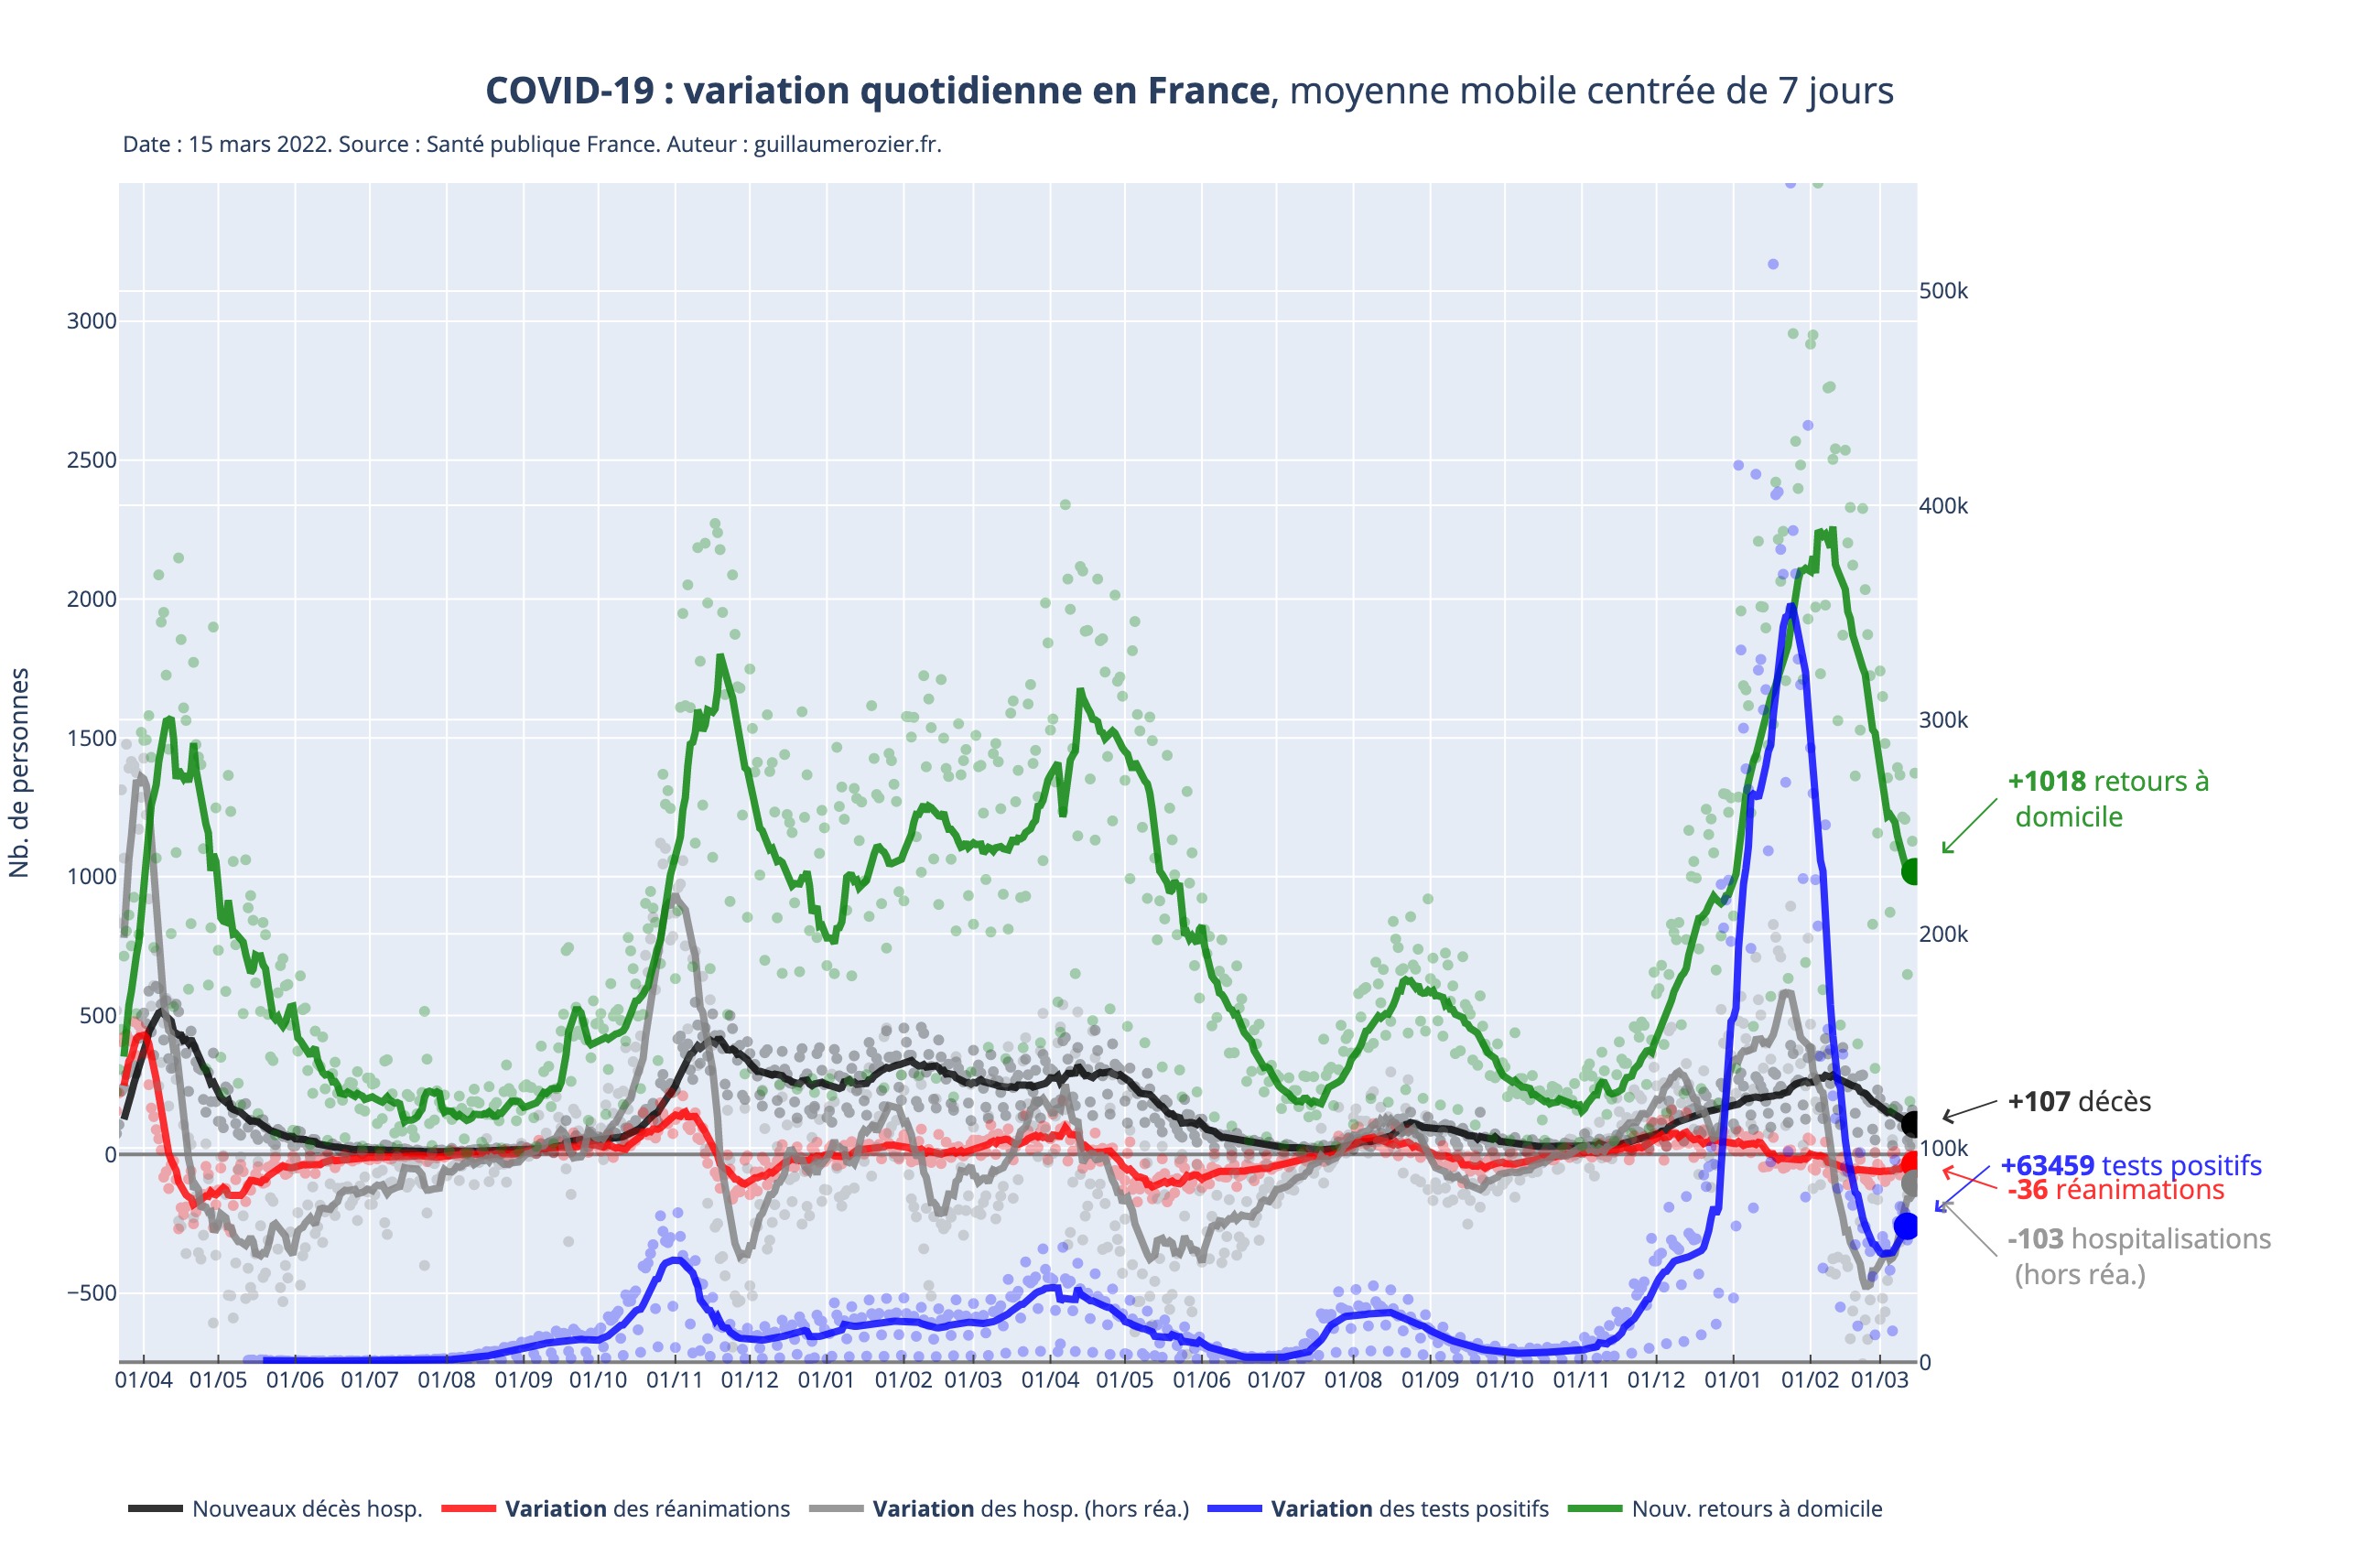 COVID-19 : variation quotidienne en France, moyenne mobile centrée de 7 jours
Date : 15 mars 2022. Source : Santé publique France. Auteur : guillaumerozier.fr.
Nb. de personnes
3000
2500
2000
1500
1000
500
0
−500
500k
400k
300k
200k
100k
0
+1018 retours à
domicile
+107 décès
+63459 tests positifs
-36 réanimations
-103 hospitalisations
(hors réa.)
01/04 01/05 01/06 01/07 01/08 01/09 01/10 01/11 01/12 01/01 01/02 01/03 01/04 01/05 01/06 01/07 01/08 01/09 01/10 01/11 01/12 01/01 01/02 01/03
Nouveaux décès hosp. Variation des réanimations Variation des hosp. (hors réa.) Variation des tests positifs Nouv. retours à domicile